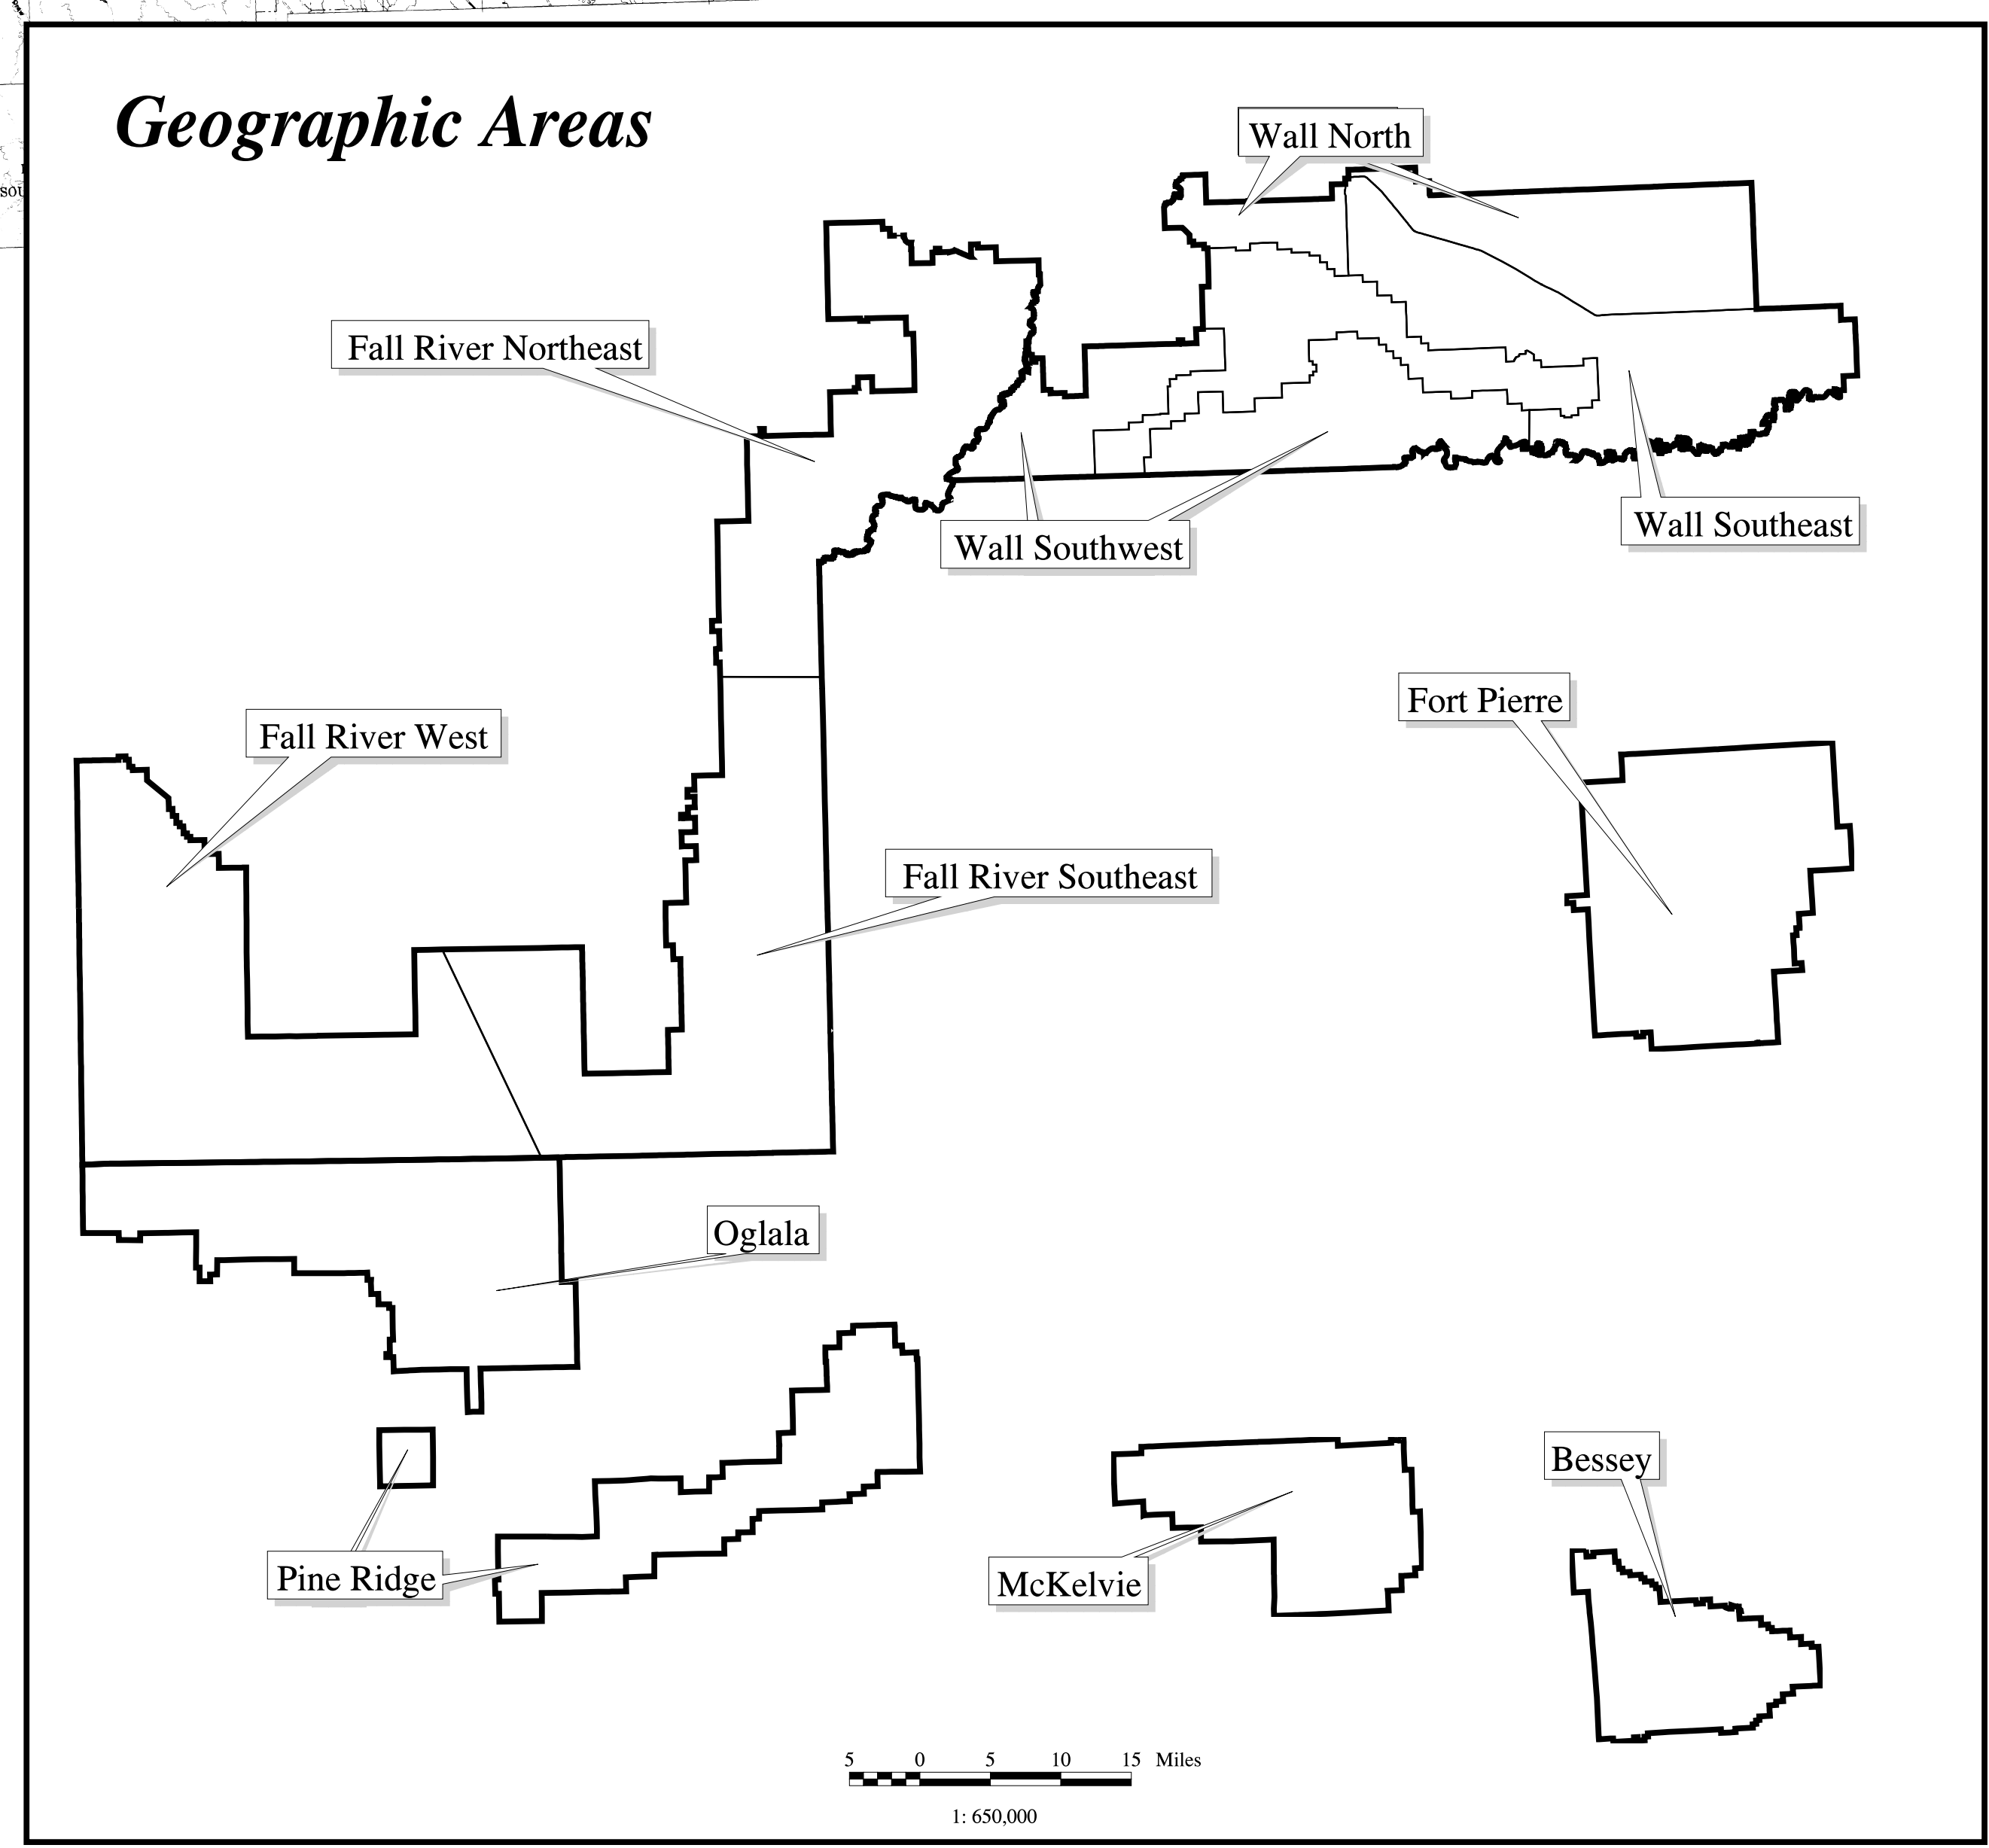 Geographic Areas
Wall North
SOU
Fall River Northeast
Wall Southeast
Wall Southwest
Fort Pierre
Fall River West
Fall River Southeast
Oglala
Bessey
Pine Ridge
McKelvie
5 0 5 10 15 Miles
1: 650,000